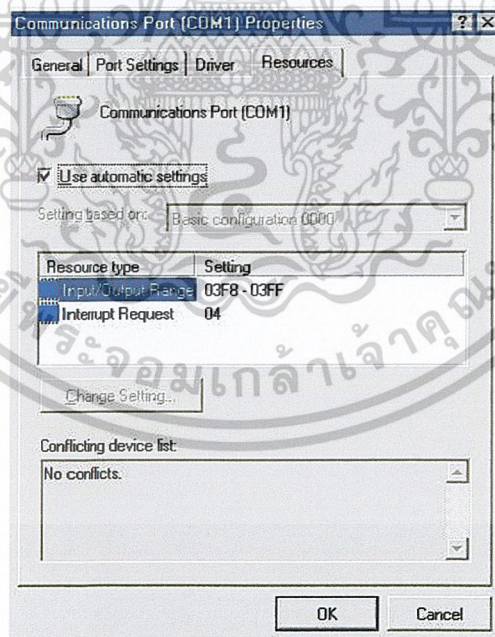 Communications Port (COM1) Properties
General Port Settings Driver Resources
Communications Port (COM1)
Use automatic settings
Setting based on: Basic configuration 0000
Resource type Setting
Input/Output Range 03F8 - 03FF
Interrupt Request 04
Change Setting...
Conflicting device list:
No conflicts.
OK Cancel